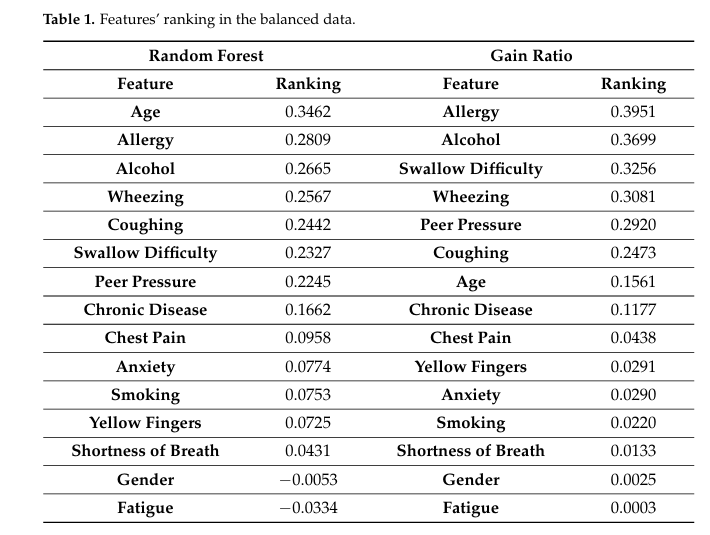 Table 1. Features' ranking in the balanced data.
Random Forest Gain Ratio
Feature Ranking Feature Ranking
Age 0.3462 Allergy 0.3951
Allergy 0.2809 Alcohol 0.3699
Alcohol 0.2665 Swallow Difficulty 0.3256
Wheezing 0.2567 Wheezing 0.3081
Coughing 0.2442 Peer Pressure 0.2920
Swallow Difficulty 0.2327 Coughing 0.2473
Peer Pressure 0.2245 Age 0.1561
Chronic Disease 0.1662 Chronic Disease 0.1177
Chest Pain 0.0958 Chest Pain 0.0438
Anxiety 0.0774 Yellow Fingers 0.0291
Smoking 0.0753 Anxiety 0.0290
Yellow Fingers 0.0725 Smoking 0.0220
Shortness of Breath 0.0431 Shortness of Breath 0.0133
Gender −0.0053 Gender 0.0025
Fatigue −0.0334 Fatigue 0.0003